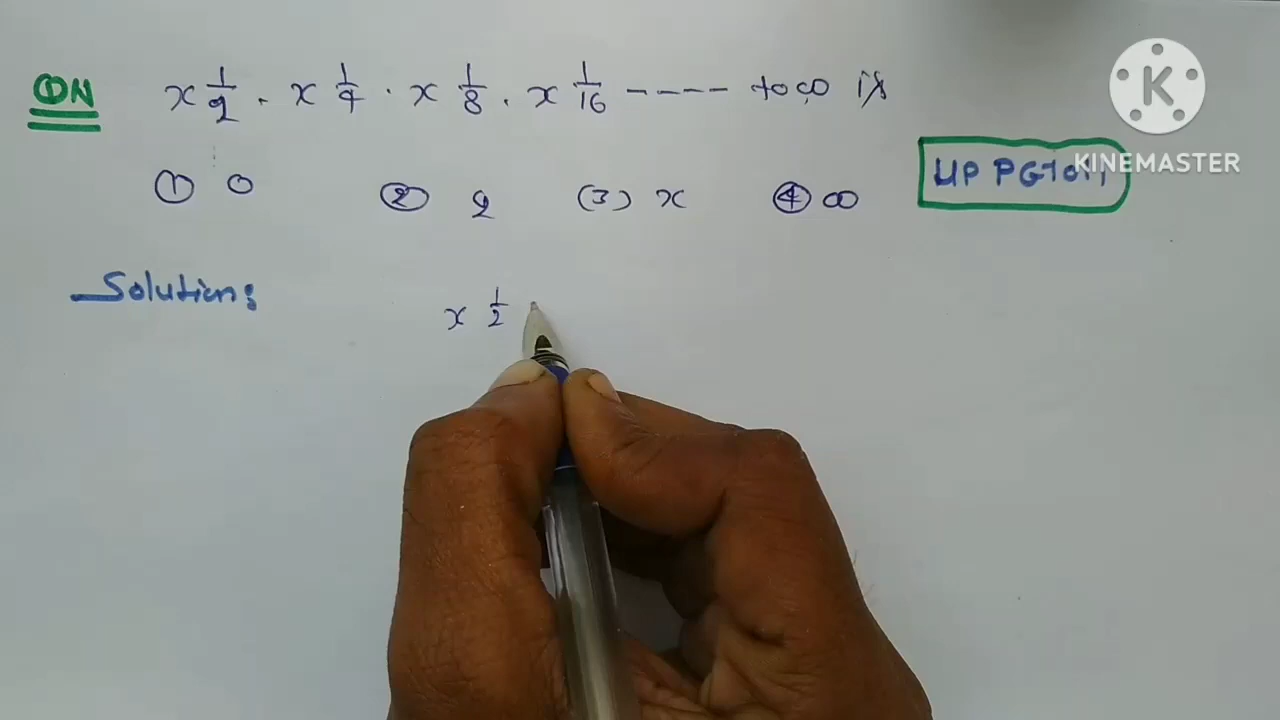 QN x^1/2 . x^1/4 . x^1/8 . x^1/16 ---- to ∞ is
K
KINEMASTER
UP PGT
① 0 ② 2 (3) x ④ ∞
Solution:
x^1/2